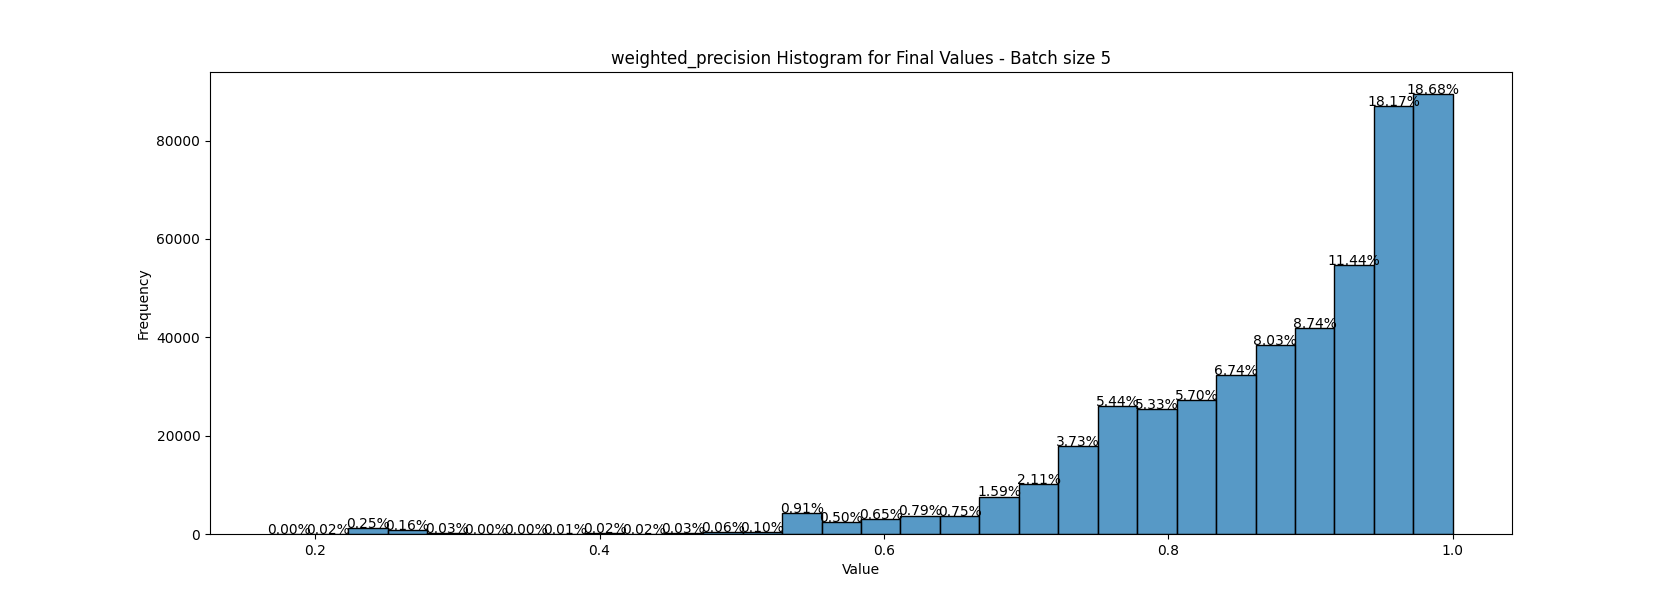 weighted_precision Histogram for Final Values - Batch size 5
Frequency
80000
60000
40000
20000
0
0.00% 0.02% 0.25% 0.16% 0.03% 0.00% 0.00% 0.01% 0.02% 0.02% 0.03% 0.06% 0.10% 0.91% 0.50% 0.65% 0.79% 0.75% 1.59% 2.11% 3.73% 5.44% 5.33% 5.70% 6.74% 8.03% 8.74% 11.44% 18.17% 18.68%
0.2 0.4 0.6 0.8 1.0
Value